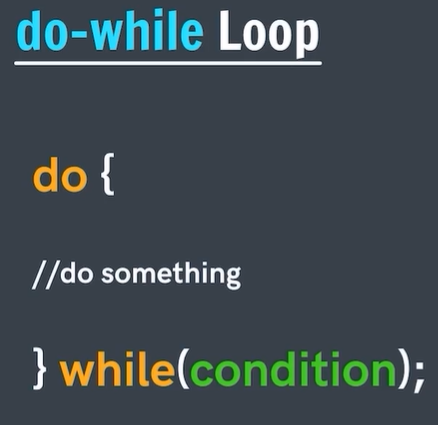 do-while Loop
do {
//do something
} while(condition);